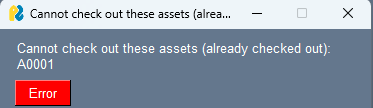 Cannot check out these assets (alrea...
Cannot check out these assets (already checked out):
A0001
Error